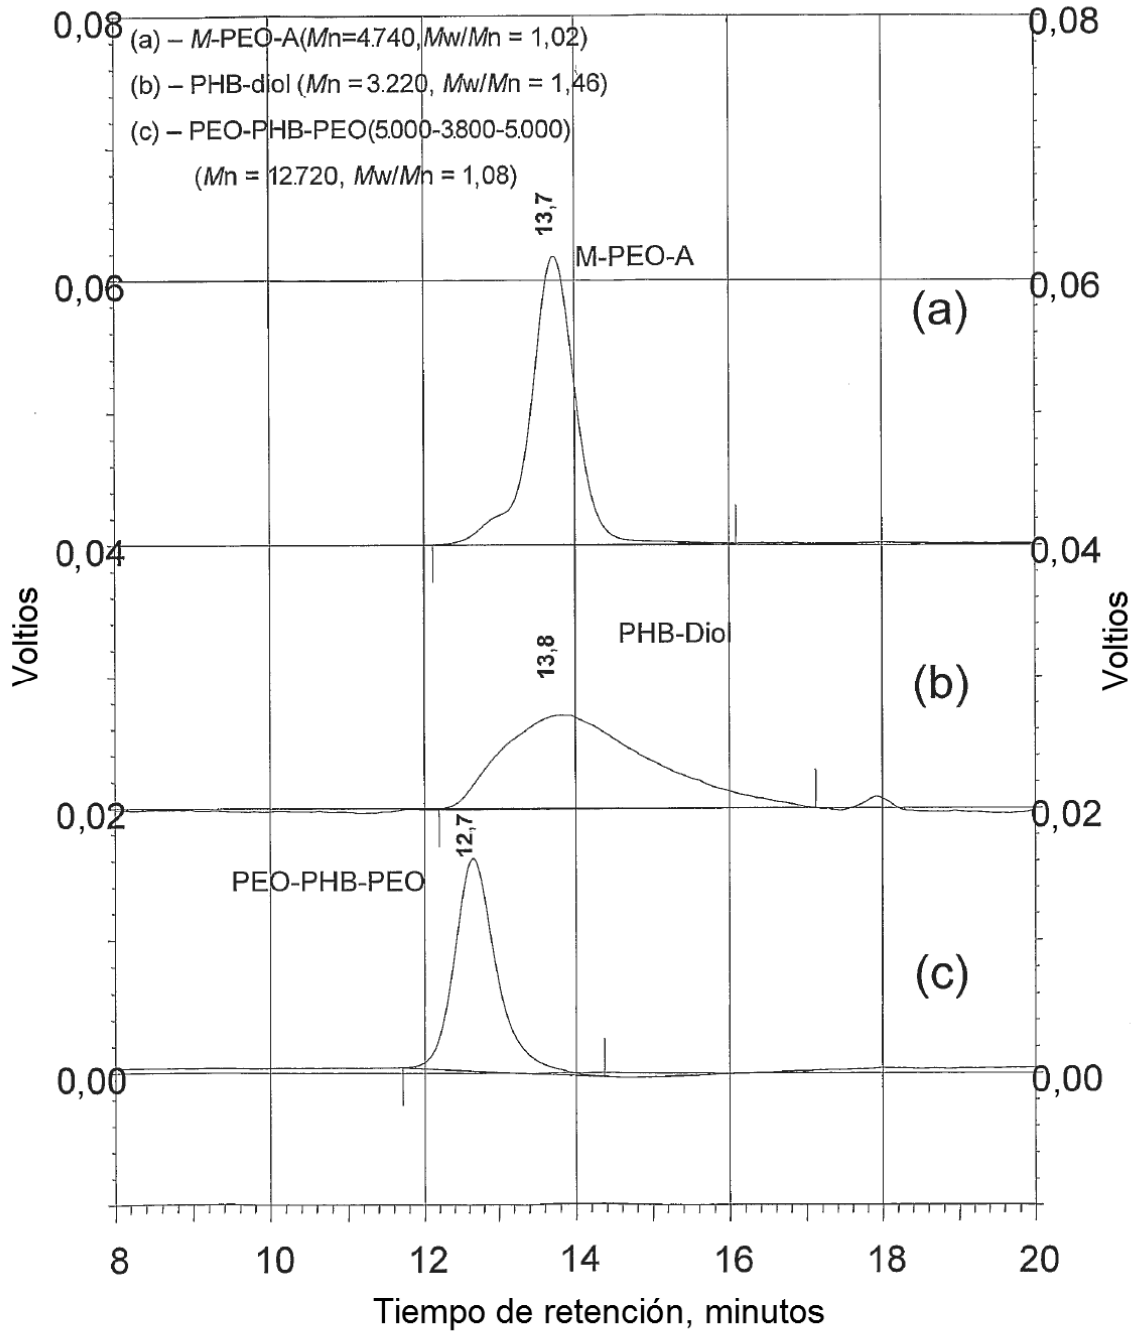 0,08
0,08
(a) – M-PEO-A(Mn=4.740,Mw/Mn = 1,02)
(b) – PHB-diol (Mn =3.220, Mw/Mn = 1,46)
(c) – PEO-PHB-PEO(5.000-3.800-5.000)
(Mn = 12.720, Mw/Mn = 1,08)
13,7
M-PEO-A
0,06
0,06
(a)
0,04
0,04
Voltios
Voltios
PHB-Diol
13,8
(b)
0,02
0,02
12,7
PEO-PHB-PEO
(c)
0,00
0,00
8 10 12 14 16 18 20
Tiempo de retención, minutos